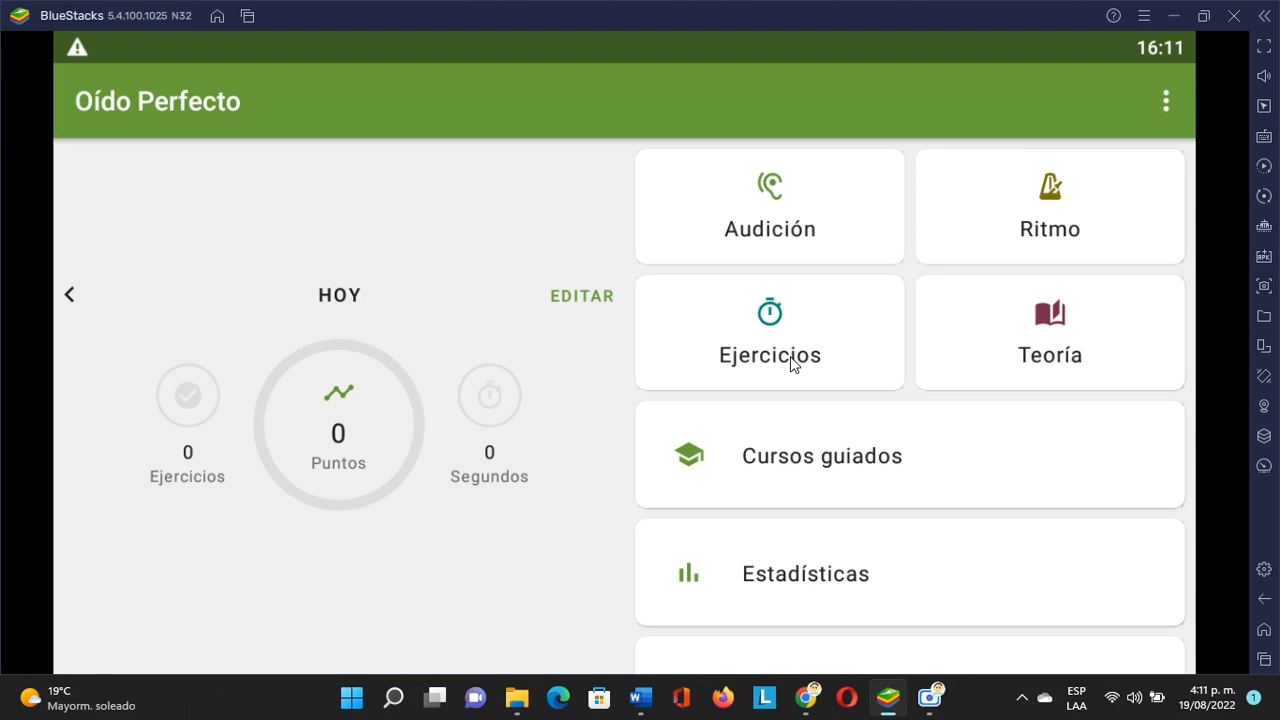 BlueStacks 5.4.100.1025 N32
16:11
Oído Perfecto
Audición
Ritmo
HOY
EDITAR
Ejercicios
Teoría
0
Ejercicios
0
Puntos
0
Segundos
Cursos guiados
Estadísticas
19°C
Mayorm. soleado
ESP
LAA
4:11 p. m.
19/08/2022
1